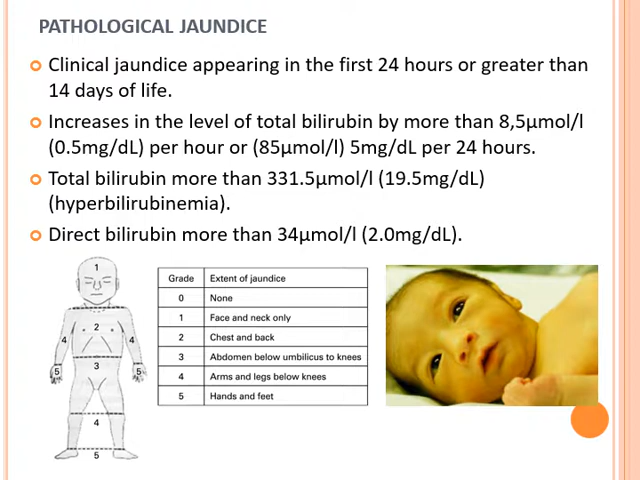 PATHOLOGICAL JAUNDICE
Clinical jaundice appearing in the first 24 hours or greater than
14 days of life.
Increases in the level of total bilirubin by more than 8,5µmol/l
(0.5mg/dL) per hour or (85µmol/l) 5mg/dL per 24 hours.
Total bilirubin more than 331.5µmol/l (19.5mg/dL)
(hyperbilirubinemia).
Direct bilirubin more than 34µmol/l (2.0mg/dL).
1
2
4 4
3
5 5
4
5
Grade Extent of jaundice
0 None
1 Face and neck only
2 Chest and back
3 Abdomen below umbilicus to knees
4 Arms and legs below knees
5 Hands and feet